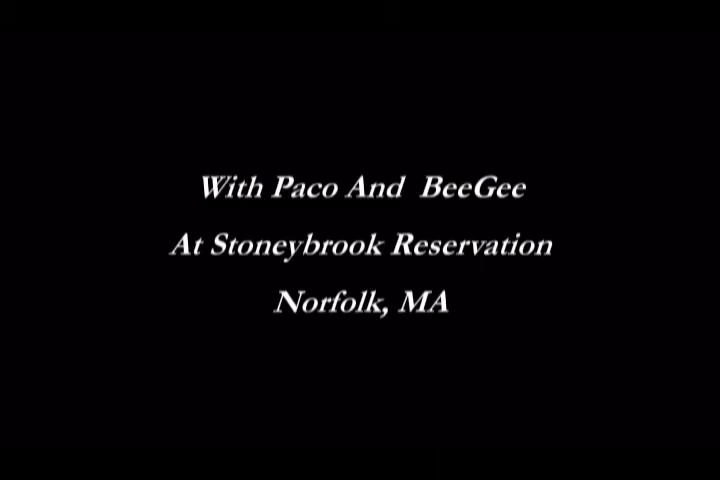 With Paco And BeeGee
At Stoneybrook Reservation
Norfolk, MA